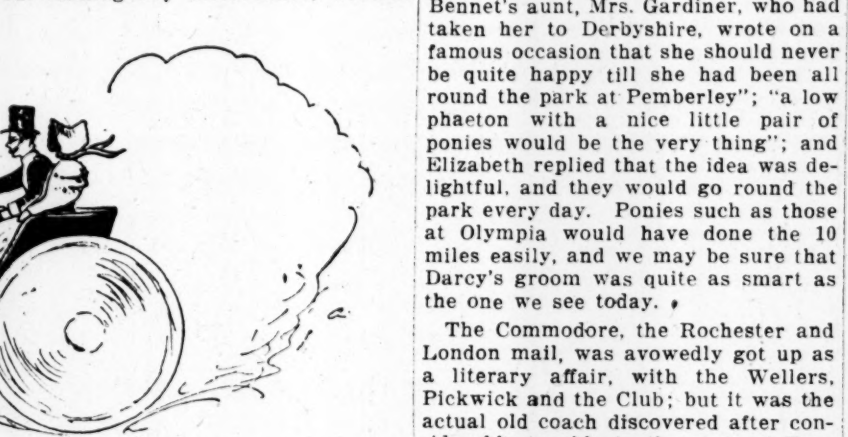 Bennet's aunt, Mrs. Gardiner, who had
taken her to Derbyshire, wrote on a
famous occasion that she should never
be quite happy till she had been all
round the park at Pemberley"; "a low
phaeton with a nice little pair of
ponies would be the very thing"; and
Elizabeth replied that the idea was de-
lightful, and they would go round the
park every day. Ponies such as those
at Olympia would have done the 10
miles easily, and we may be sure that
Darcy's groom was quite as smart as
the one we see today.
The Commodore, the Rochester and
London mail, was avowedly got up as
a literary affair, with the Wellers,
Pickwick and the Club; but it was the
actual old coach discovered after con-